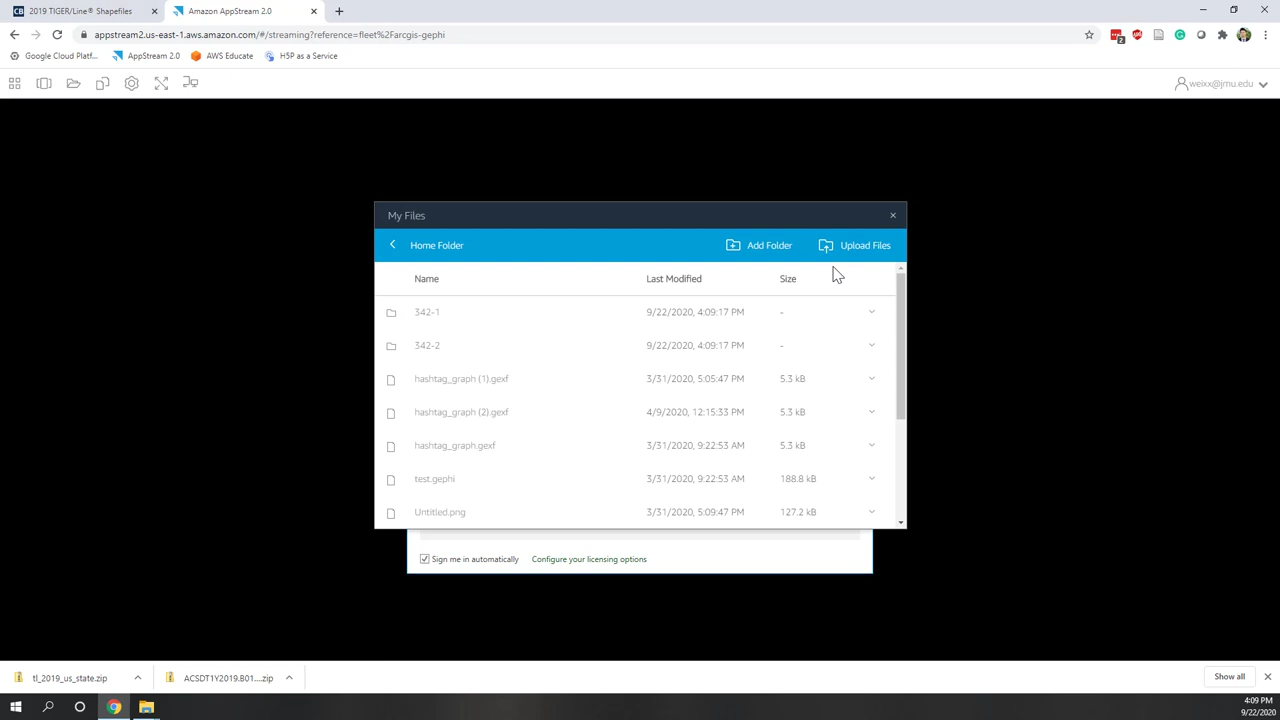 CB 2019 TIGER/Line® Shapefiles
Amazon AppStream 2.0
appstream2.us-east-1.aws.amazon.com/#/streaming?reference=fleet%2Farcgis-gephi
2
Google Cloud Platf...
AppStream 2.0
AWS Educate
H5P as a Service
weixx@jmu.edu
My Files
Home Folder
Add Folder
Upload Files
Name Last Modified Size
342-1 9/22/2020, 4:09:17 PM -
342-2 9/22/2020, 4:09:17 PM -
hashtag_graph (1).gexf 3/31/2020, 5:05:47 PM 5.3 kB
hashtag_graph (2).gexf 4/9/2020, 12:15:33 PM 5.3 kB
hashtag_graph.gexf 3/31/2020, 9:22:53 AM 5.3 kB
test.gephi 3/31/2020, 9:22:53 AM 188.8 kB
Untitled.png 3/31/2020, 5:09:47 PM 127.2 kB
Sign me in automatically Configure your licensing options
tl_2019_us_state.zip
ACSDT1Y2019.B01....zip
Show all
4:09 PM
9/22/2020